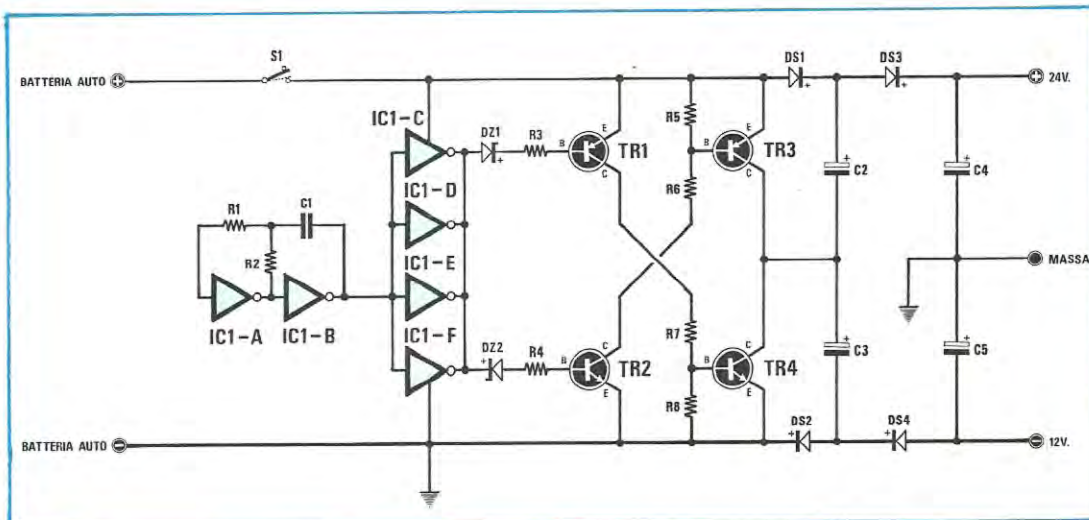 S1
DS1 DS3
BATTERIA AUTO +
+ 24V.
IC1-C
DZ1 R3
+
B E C TR1
R5
B E C TR3
R6
+ C2
+ C4
IC1-D
R1 C1
R2
IC1-E
MASSA
IC1-A IC1-B
IC1-F
DZ2 R4
+
B C E TR2
R7
B C E TR4
R8
+ C3
+ C5
DS2 DS4
+ +
BATTERIA AUTO -
- 12V.